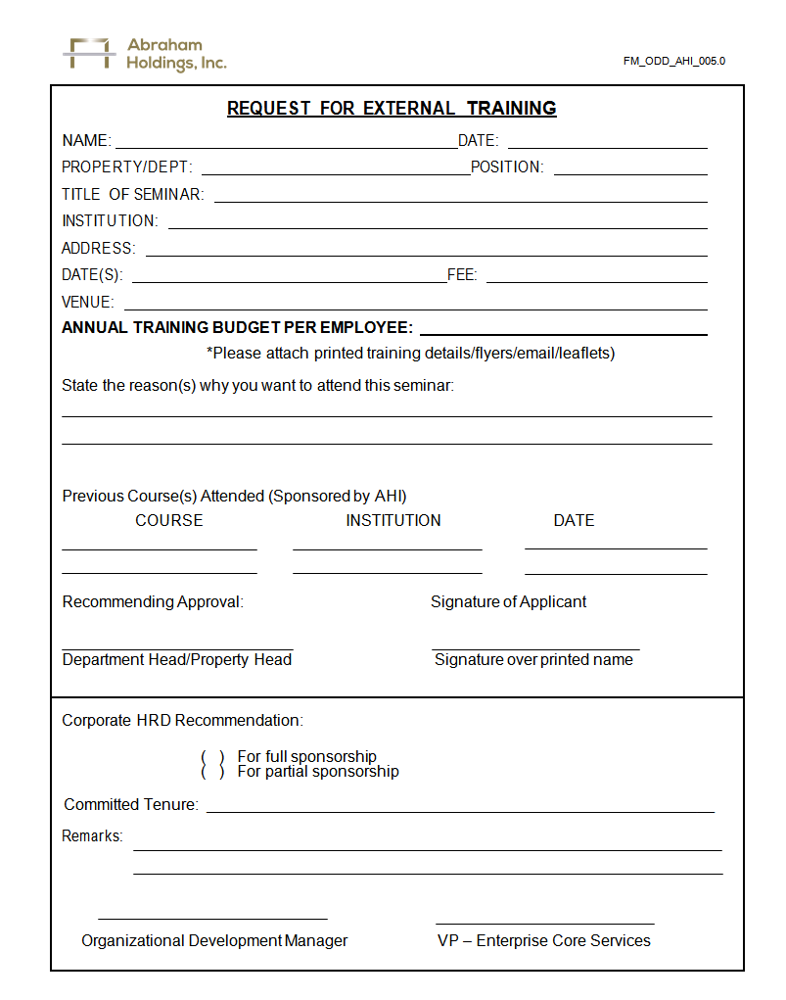 Abraham
Holdings, Inc.
FM_ODD_AHI_005.0
REQUEST FOR EXTERNAL TRAINING
NAME: DATE:
PROPERTY/DEPT: POSITION:
TITLE OF SEMINAR:
INSTITUTION:
ADDRESS:
DATE(S): FEE:
VENUE:
ANNUAL TRAINING BUDGET PER EMPLOYEE:
*Please attach printed training details/flyers/email/leaflets)
State the reason(s) why you want to attend this seminar:
Previous Course(s) Attended (Sponsored by AHI)
COURSE INSTITUTION DATE
Recommending Approval: Signature of Applicant
Department Head/Property Head Signature over printed name
Corporate HRD Recommendation:
( ) For full sponsorship
( ) For partial sponsorship
Committed Tenure:
Remarks:
Organizational Development Manager VP – Enterprise Core Services